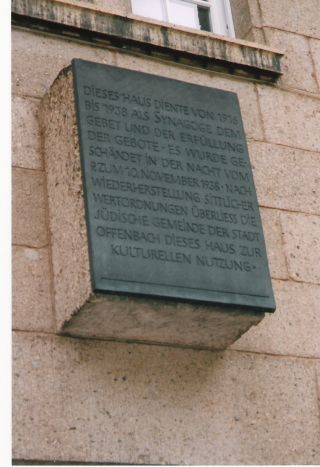 DIESES HAUS DIENTE VON 1916
BIS 1938 ALS SYNAGOGE DEM
GEBET UND DER ERFÜLLUNG
DER GEBOTE · ES WURDE GE-
SCHÄNDET IN DER NACHT VOM
9. ZUM 10. NOVEMBER 1938 · NACH
WIEDERHERSTELLUNG SITTLICHER
WERTORDNUNGEN ÜBERLIESS DIE
JÜDISCHE GEMEINDE DER STADT
OFFENBACH DIESES HAUS ZUR
KULTURELLEN NUTZUNG ·